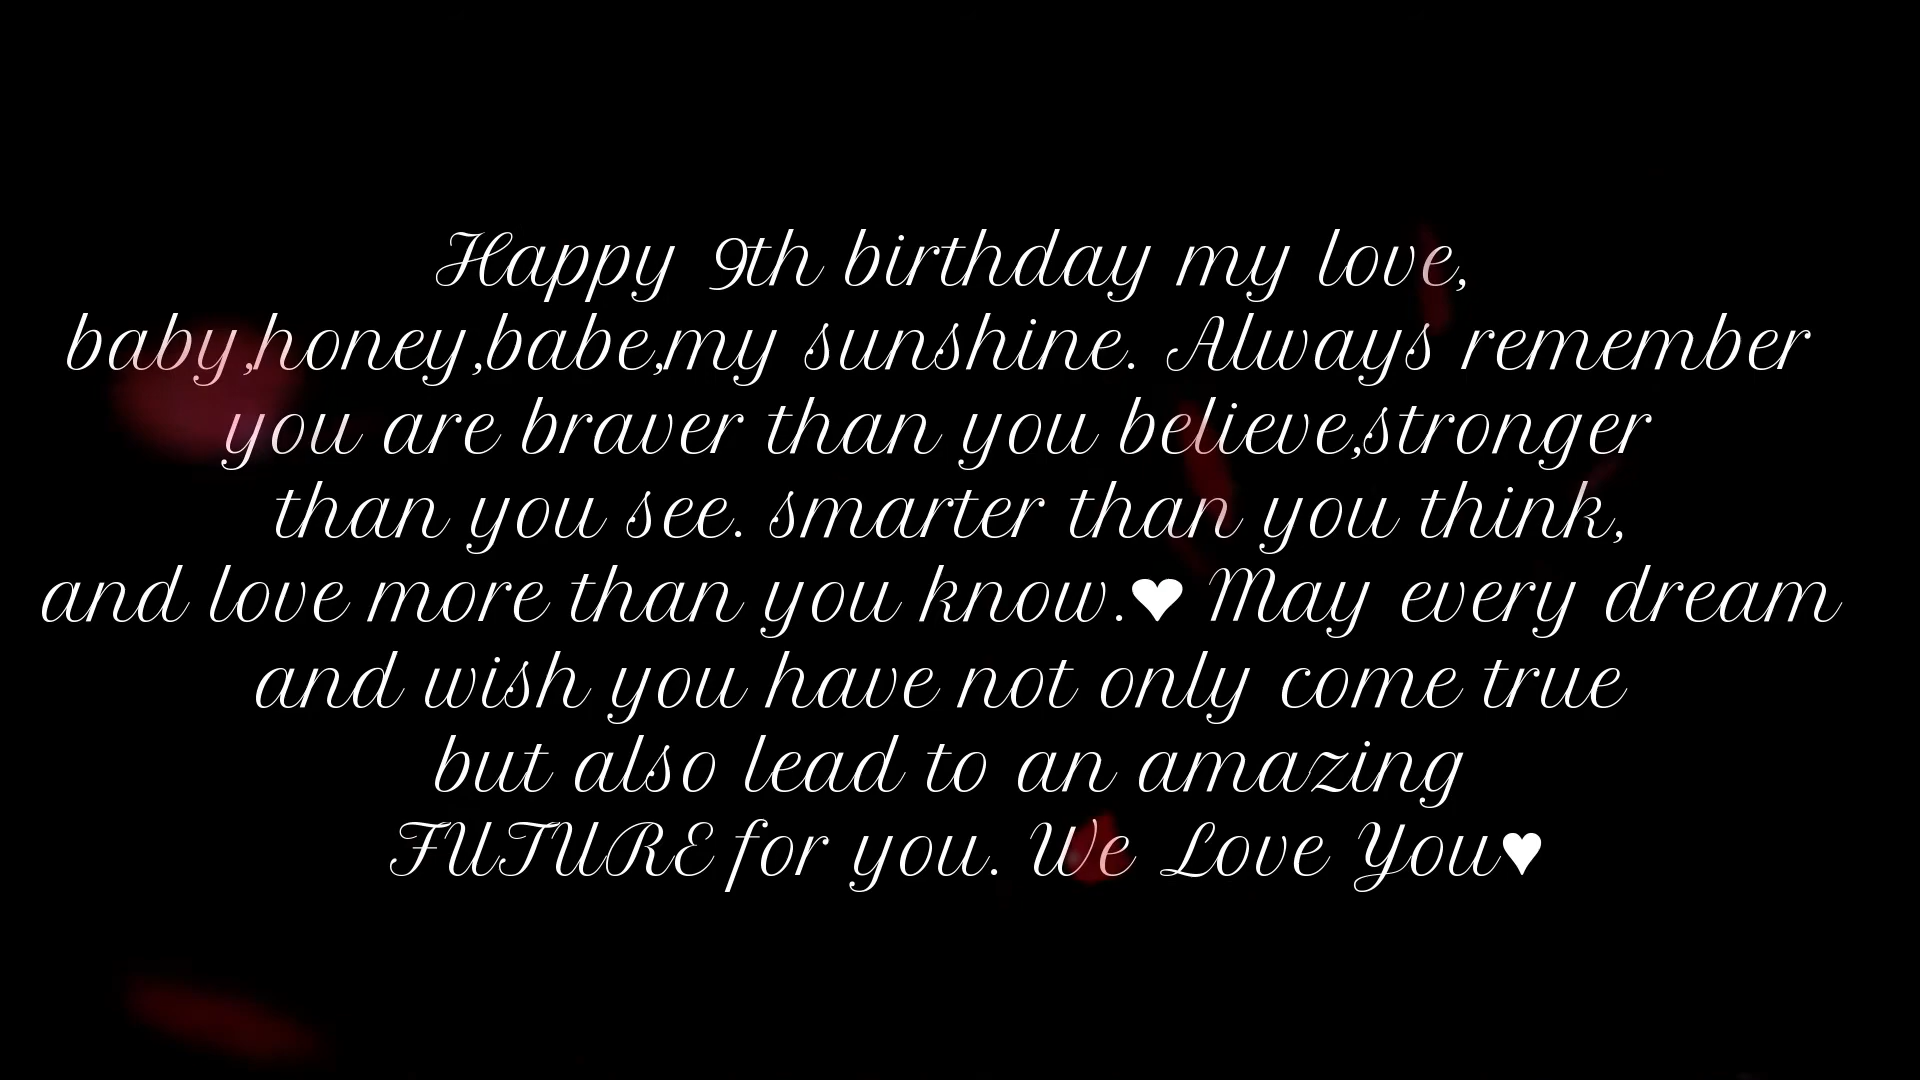 Happy 9th birthday my love,
baby,honey,babe,my sunshine. Always remember
you are braver than you believe,stronger
than you see. smarter than you think,
and love more than you know.♥ May every dream
and wish you have not only come true
but also lead to an amazing
FUTURE for you. We Love You♥